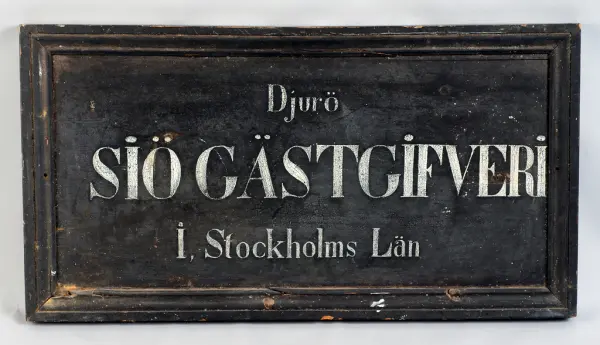 Djurö
SiÖ GÄSTGiFVERi
İ, Stockholms Län